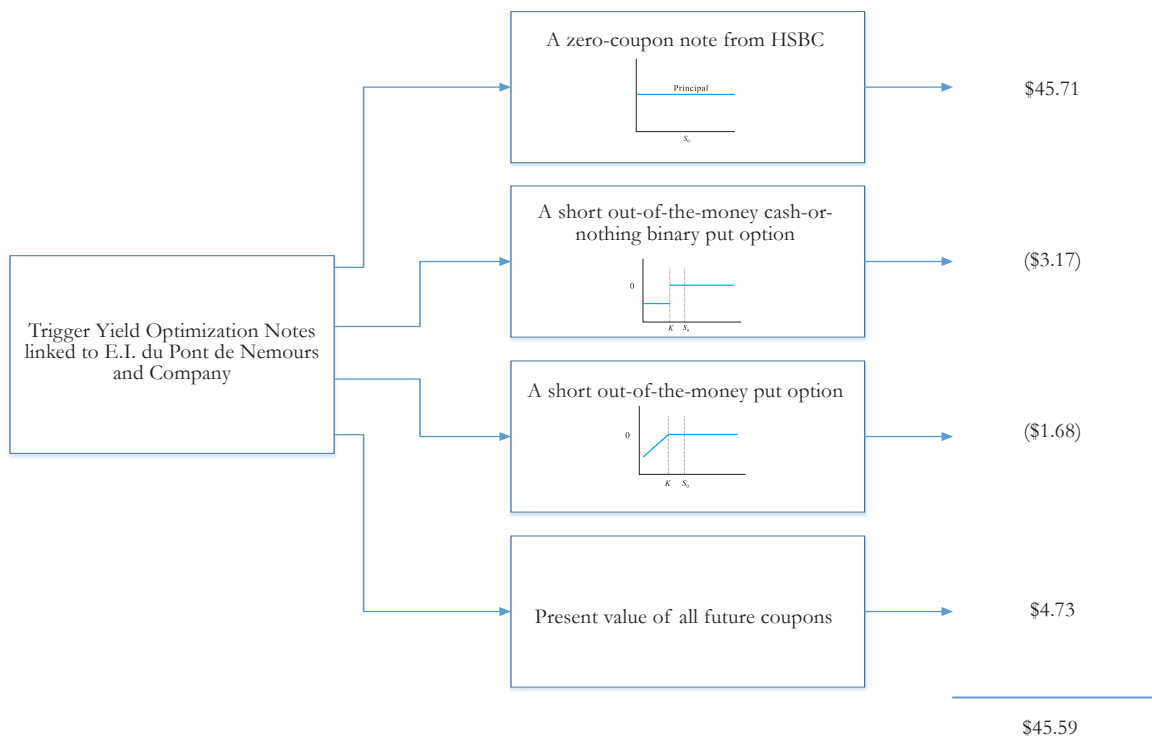 A zero-coupon note from HSBC
Principal
S₀
$45.71
A short out-of-the-money cash-or-
nothing binary put option
0
K
S₀
($3.17)
Trigger Yield Optimization Notes
linked to E.I. du Pont de Nemours
and Company
A short out-of-the-money put option
0
K
S₀
($1.68)
Present value of all future coupons
$4.73
$45.59